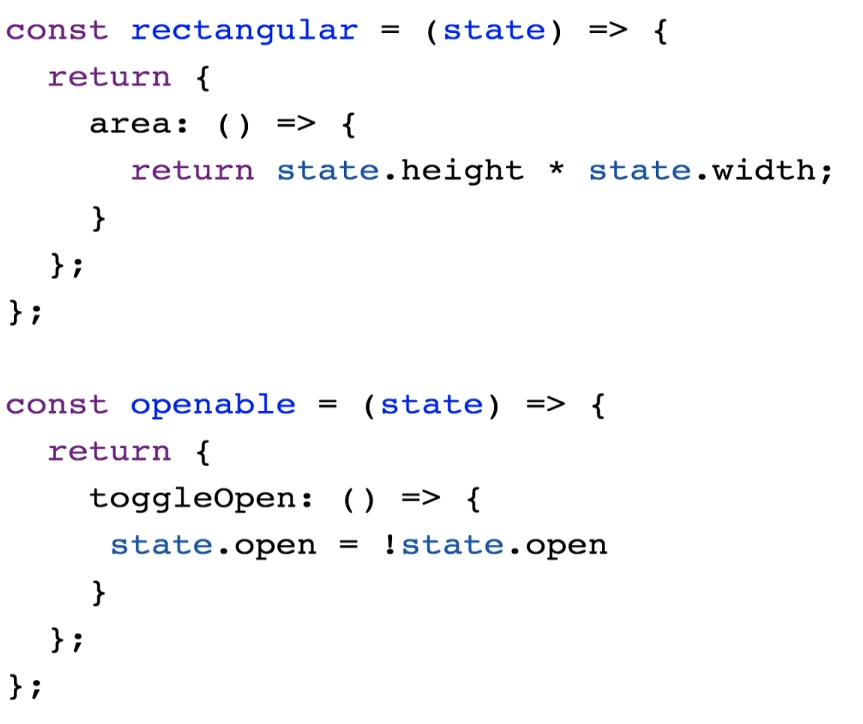 const rectangular = (state) => {
  return {
    area: () => {
      return state.height * state.width;
    }
  };
};

const openable = (state) => {
  return {
    toggleOpen: () => {
     state.open = !state.open
    }
  };
};